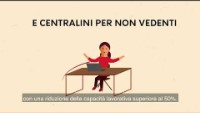 E CENTRALINI PER NON VEDENTI
con una riduzione della capacità lavorativa superiore al 50%.